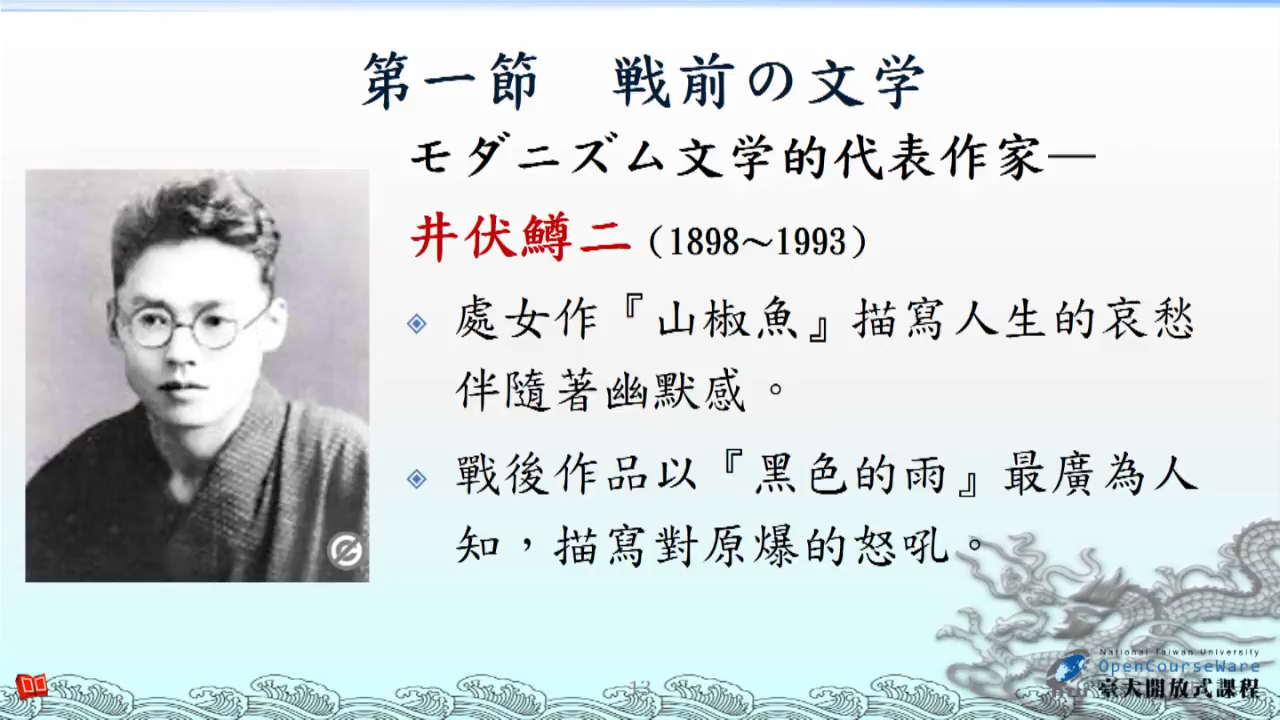 第一節　戦前の文学
モダニズム文学的代表作家—
井伏鱒二（1898～1993）
處女作『山椒魚』描寫人生的哀愁
伴隨著幽默感。
戰後作品以『黑色的雨』最廣為人
知，描寫對原爆的怒吼。
National Taiwan University
OpenCourseWare
臺大開放式課程